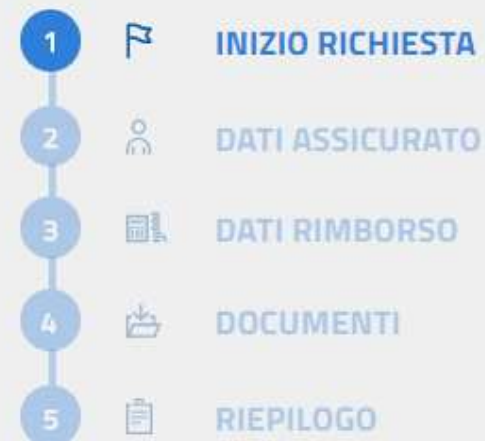 1 INIZIO RICHIESTA
2 DATI ASSICURATO
3 DATI RIMBORSO
4 DOCUMENTI
5 RIEPILOGO